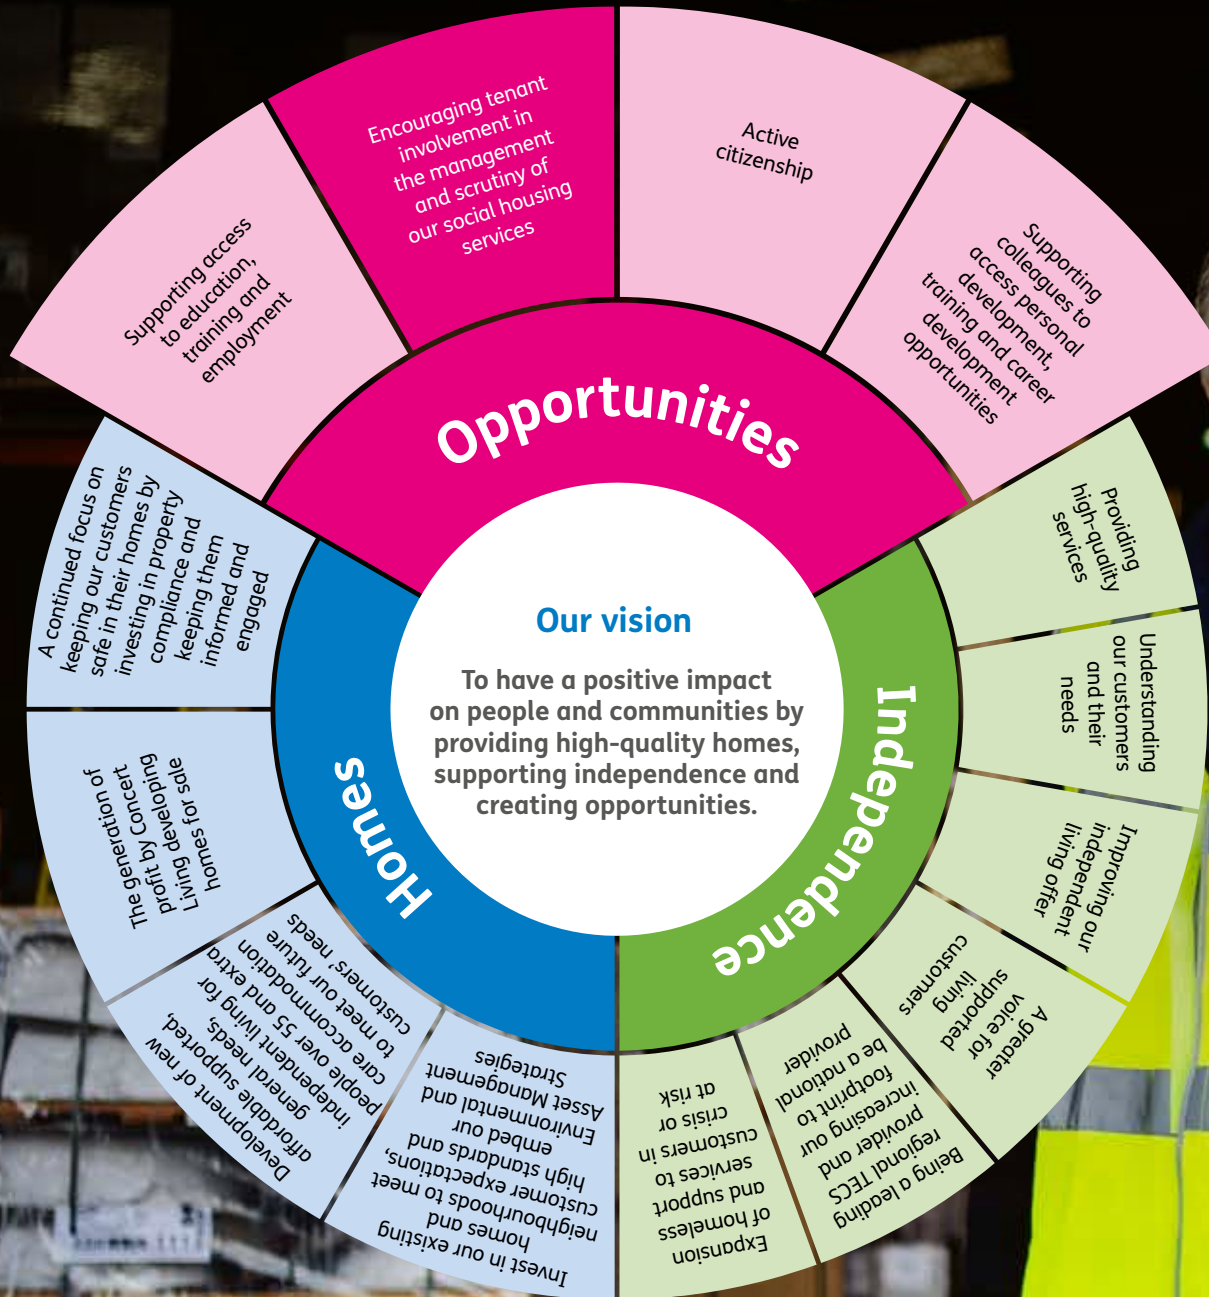 Our vision
To have a positive impact
on people and communities by
providing high-quality homes,
supporting independence and
creating opportunities.
Opportunities
Supporting access
to education,
training and
employment
Encouraging tenant
involvement in
the management
and scrutiny of
our social housing
services
Active
citizenship
Supporting
colleagues to
access personal
development,
training and career
development
opportunities
Independence
Providing
high-quality
services
Understanding
our customers
and their
needs
Improving our
independent
living offer
A greater
voice for
supported
living
customers
Being a leading
regional TECS
provider and
increasing our
footprint to
be a national
provider
Expansion
of homeless
and support
services to
customers in
crisis or
at risk
Homes
Invest in our existing
homes and
neighbourhoods to meet
customer expectations,
high standards and
embed our
Environmental and
Asset Management
Strategies
Development of new
affordable supported,
general needs,
independent living for
people over 55 and extra
care accommodation
to meet our future
customers' needs
The generation of
profit by Concert
Living developing
homes for sale
A continued focus on
keeping our customers
safe in their homes by
investing in property
compliance and
keeping them
informed and
engaged